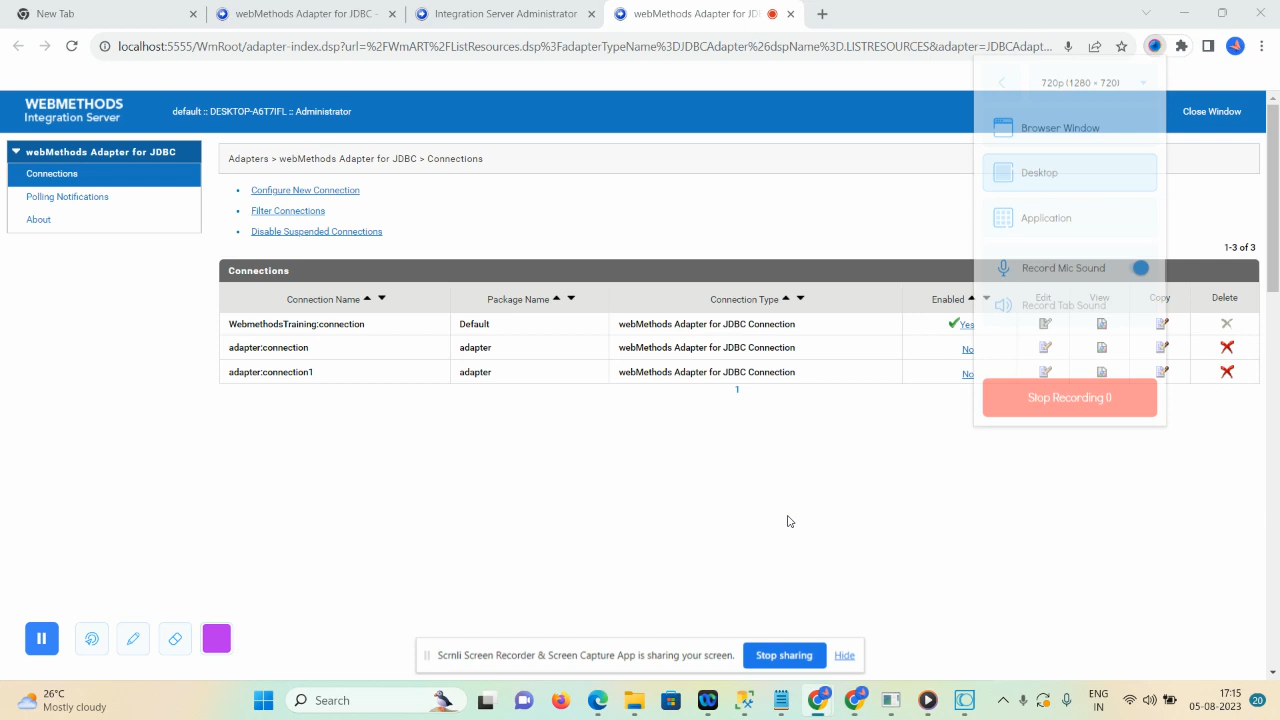 New Tab
webMethods Adapter for JDBC -
Integration Server Administrator
webMethods Adapter for JD
localhost:5555/WmRoot/adapter-index.dsp?url=%2FWmART%2FListResources.dsp%3FadapterTypeName%3DJDBCAdapter%26dspName%3D.LISTRESOURCES&adapter=JDBCAdapt...
720p (1280 × 720)
WEBMETHODS
Integration Server
default :: DESKTOP-A6T7IFL :: Administrator
Close Window
Browser Window
webMethods Adapter for JDBC
Adapters > webMethods Adapter for JDBC > Connections
Connections
Desktop
Configure New Connection
Polling Notifications
Filter Connections
Application
About
Disable Suspended Connections
1-3 of 3
Connections
Record Mic Sound
Connection Name
Package Name
Connection Type
Enabled
Edit
View
Copy
Delete
Record Tab Sound
WebmethodsTraining:connection
Default
webMethods Adapter for JDBC Connection
Yes
adapter:connection
adapter
webMethods Adapter for JDBC Connection
No
adapter:connection1
adapter
webMethods Adapter for JDBC Connection
No
1
Stop Recording 0
Scrnli Screen Recorder & Screen Capture App is sharing your screen.
Stop sharing
Hide
26°C
Mostly cloudy
Search
ENG
IN
17:15
05-08-2023
20